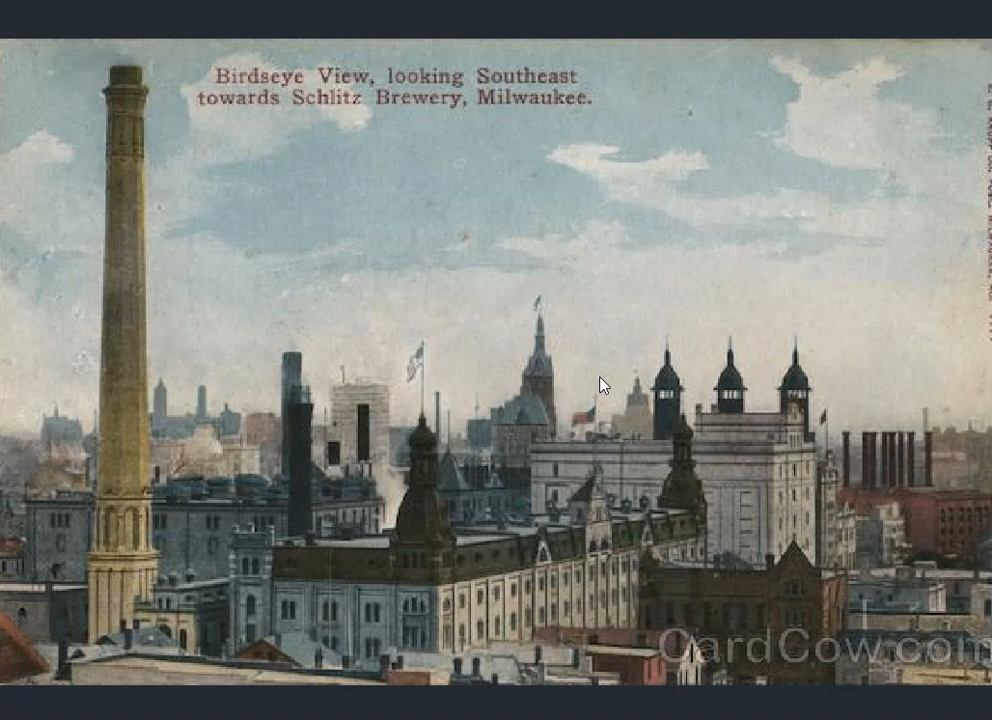 Birdseye View, looking Southeast
towards Schlitz Brewery, Milwaukee.
CardCow.com